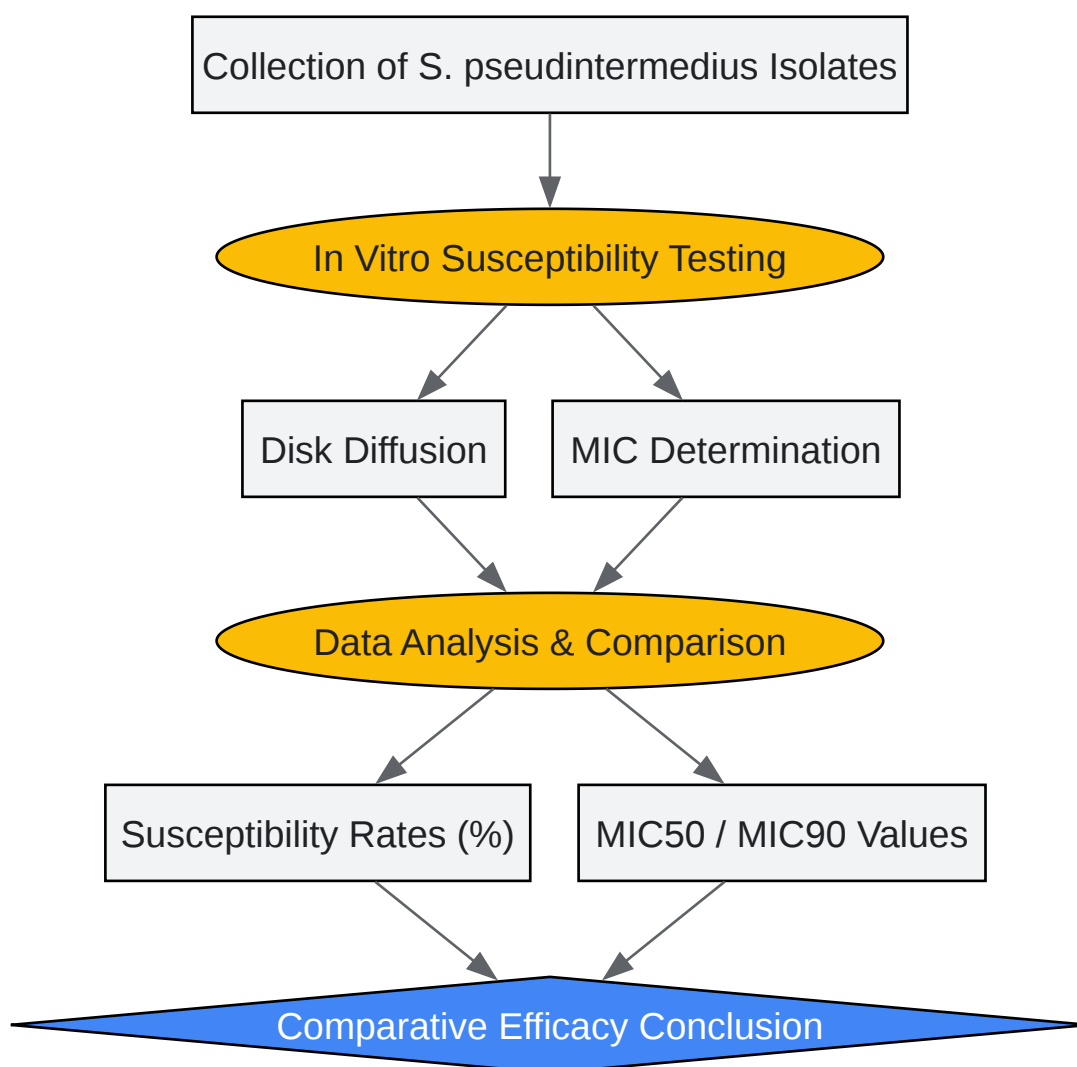 Collection of S. pseudintermedius Isolates
In Vitro Susceptibility Testing
Disk Diffusion
MIC Determination
Data Analysis & Comparison
Susceptibility Rates (%)
MIC50 / MIC90 Values
Comparative Efficacy Conclusion